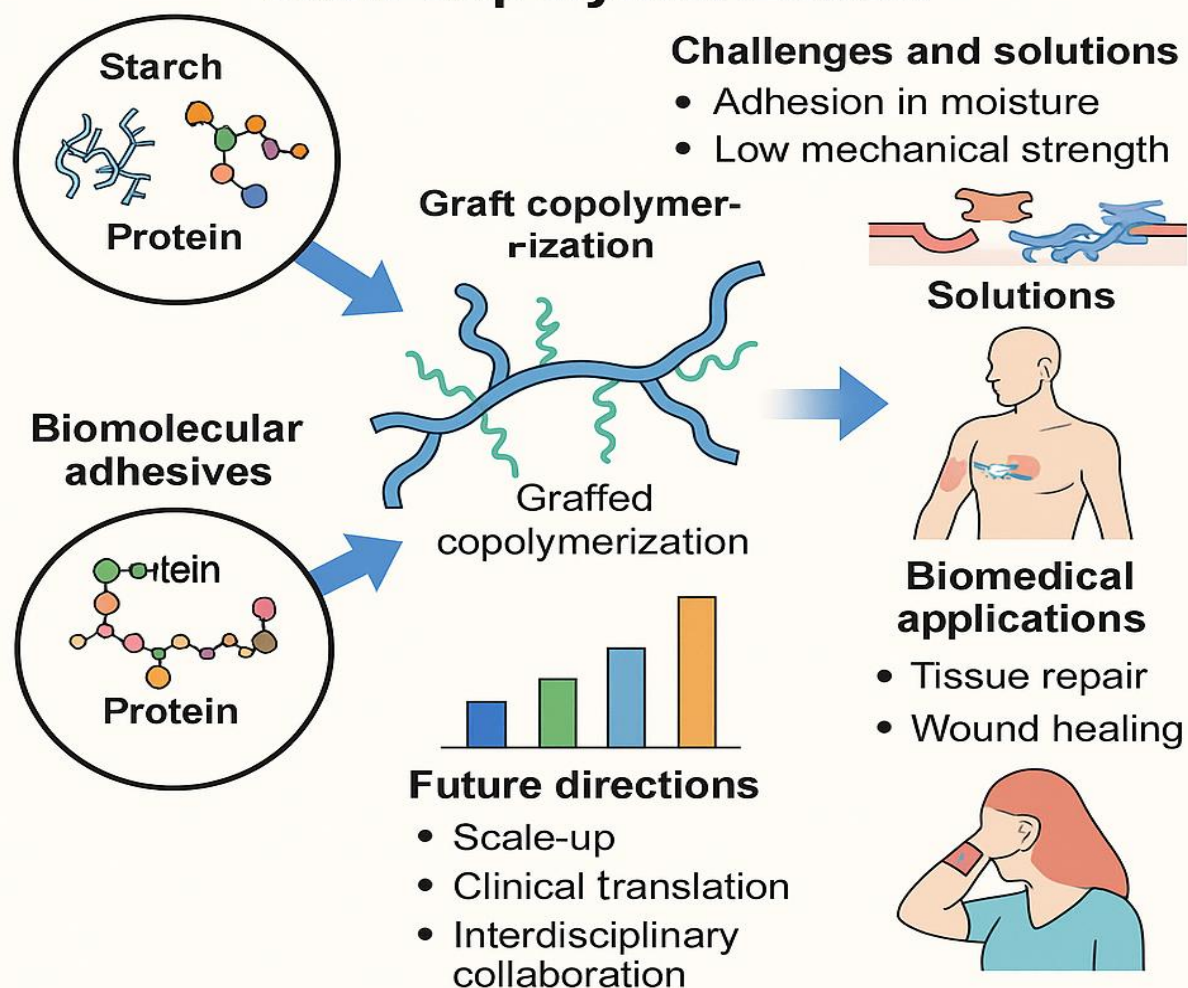 Starch
Protein
Biomolecular
adhesives
tein
Protein
Graft copolymer-
rization
Graffed
copolymerization
Future directions
• Scale-up
• Clinical translation
• Interdisciplinary
collaboration
Challenges and solutions
• Adhesion in moisture
• Low mechanical strength
Solutions
Biomedical
applications
• Tissue repair
• Wound healing